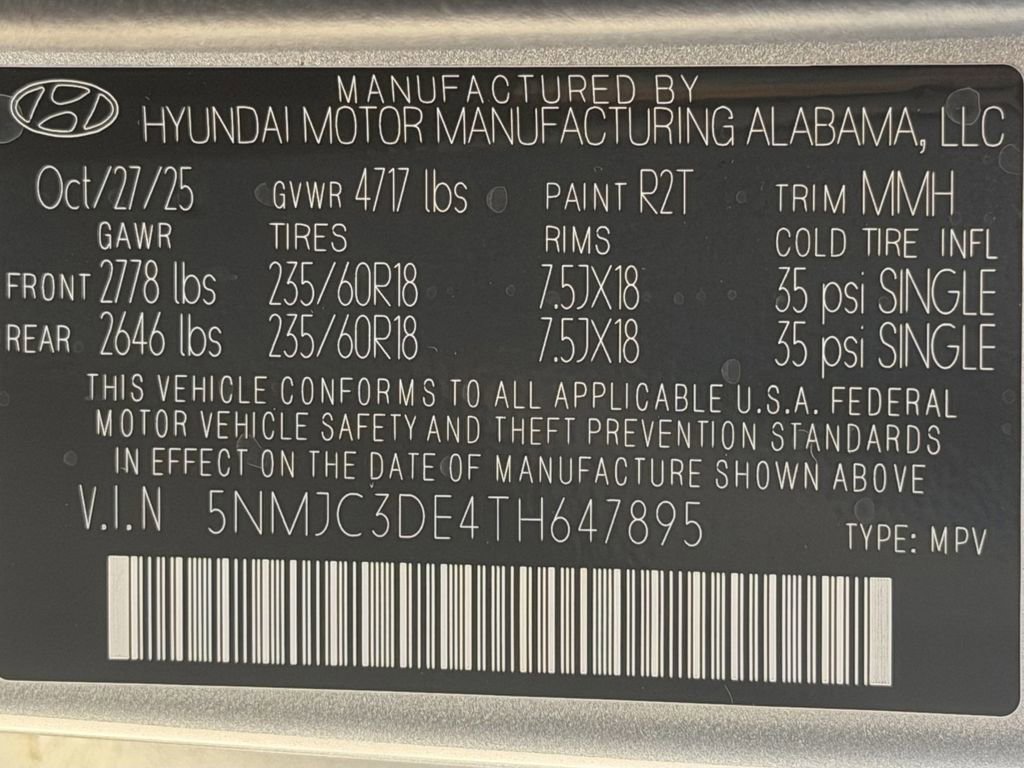 MANUFACTURED BY
HYUNDAI MOTOR MANUFACTURING ALABAMA, LLC
Oct/27/25 GVWR 4717 lbs PAINT R2T TRIM MMH
GAWR TIRES RIMS COLD TIRE INFL
FRONT 2778 lbs 235/60R18 7.5JX18 35 psi SINGLE
REAR 2646 lbs 235/60R18 7.5JX18 35 psi SINGLE
THIS VEHICLE CONFORMS TO ALL APPLICABLE U.S.A. FEDERAL
MOTOR VEHICLE SAFETY AND THEFT PREVENTION STANDARDS
IN EFFECT ON THE DATE OF MANUFACTURE SHOWN ABOVE
V.I.N 5NMJC3DE4TH647895 TYPE: MPV